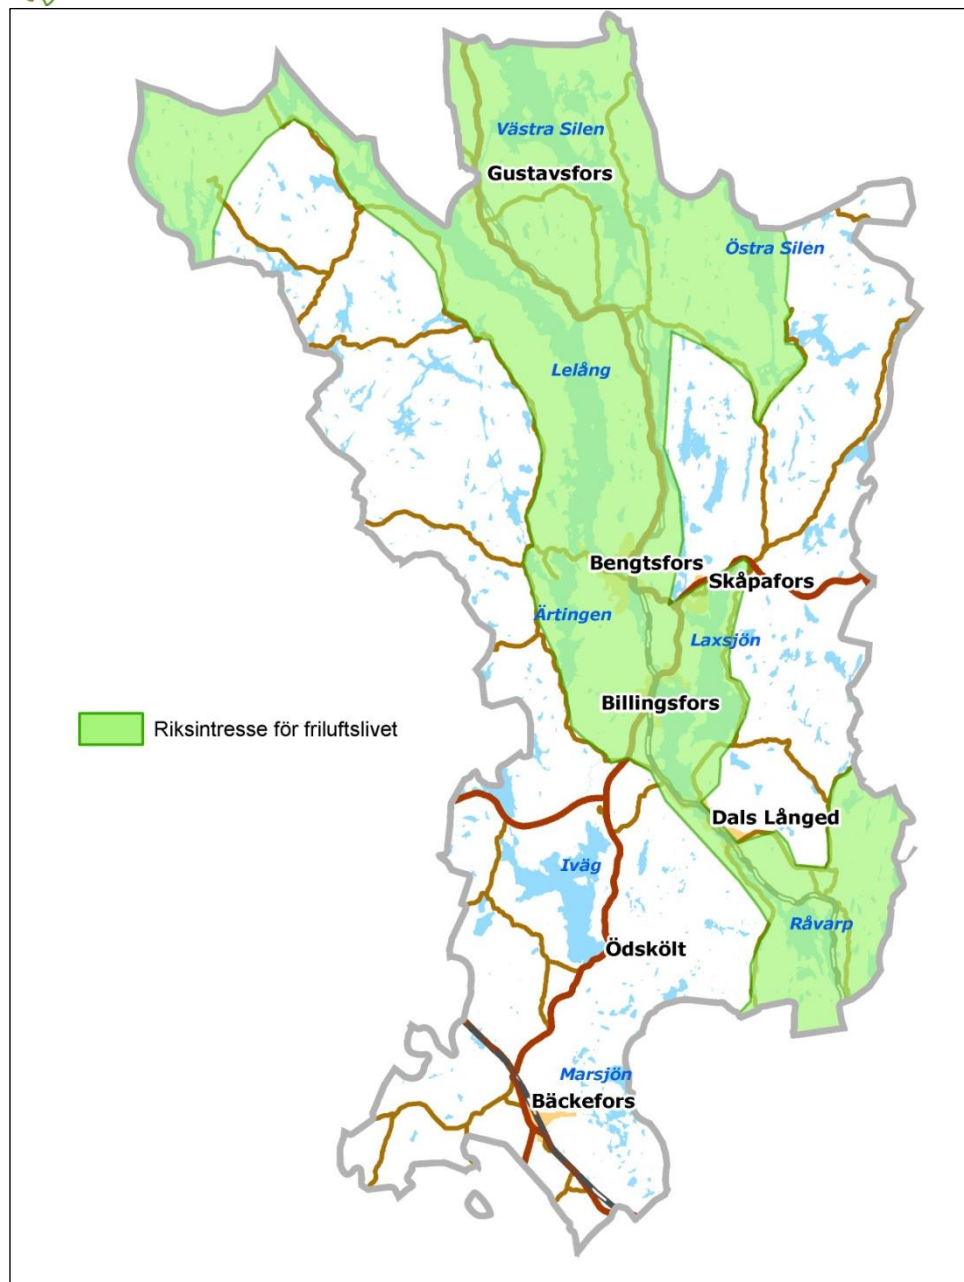 Västra Silen
Gustavsfors
Östra Silen
Lelång
Bengtsfors
Skåpafors
Ärtingen
Laxsjön
Billingsfors
Riksintresse för friluftslivet
Dals Långed
Iväg
Råvarp
Ödskölt
Marsjön
Bäckefors